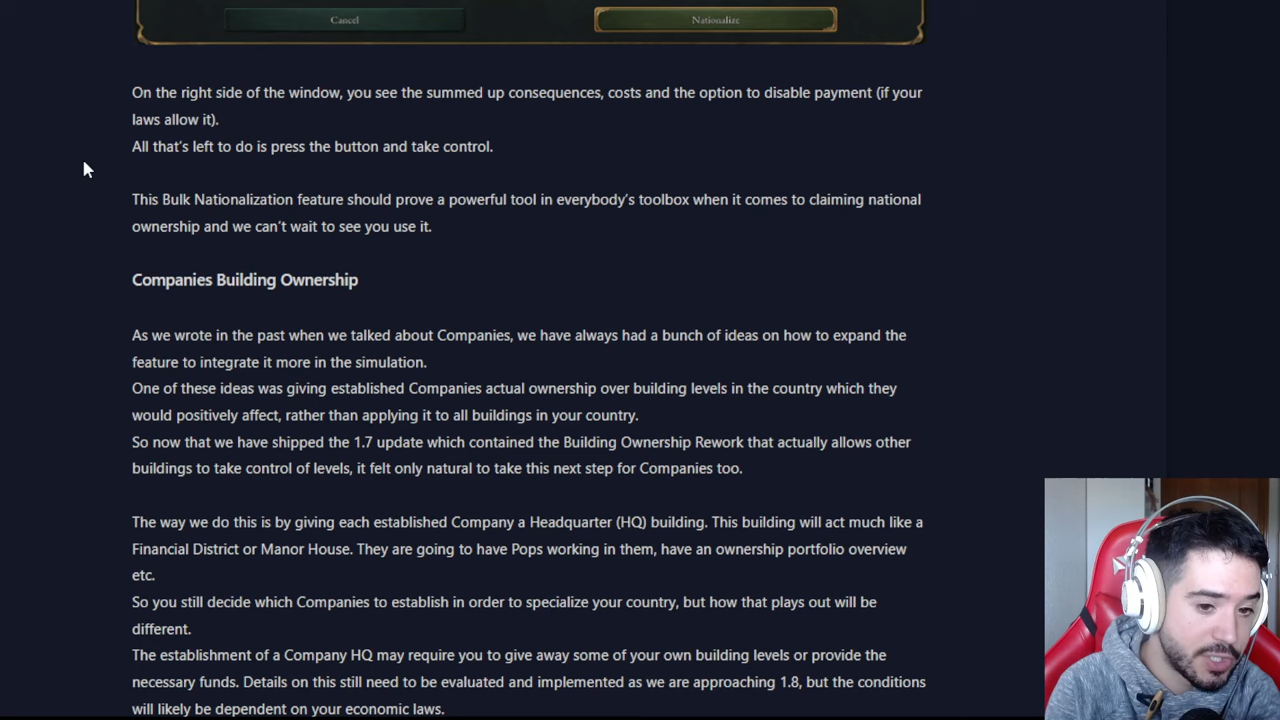 Cancel
Nationalize
On the right side of the window, you see the summed up consequences, costs and the option to disable payment (if your
laws allow it).
All that's left to do is press the button and take control.
This Bulk Nationalization feature should prove a powerful tool in everybody's toolbox when it comes to claiming national
ownership and we can't wait to see you use it.
Companies Building Ownership
As we wrote in the past when we talked about Companies, we have always had a bunch of ideas on how to expand the
feature to integrate it more in the simulation.
One of these ideas was giving established Companies actual ownership over building levels in the country which they
would positively affect, rather than applying it to all buildings in your country.
So now that we have shipped the 1.7 update which contained the Building Ownership Rework that actually allows other
buildings to take control of levels, it felt only natural to take this next step for Companies too.
The way we do this is by giving each established Company a Headquarter (HQ) building. This building will act much like a
Financial District or Manor House. They are going to have Pops working in them, have an ownership portfolio overview
etc.
So you still decide which Companies to establish in order to specialize your country, but how that plays out will be
different.
The establishment of a Company HQ may require you to give away some of your own building levels or provide the
necessary funds. Details on this still need to be evaluated and implemented as we are approaching 1.8, but the conditions
will likely be dependent on your economic laws.